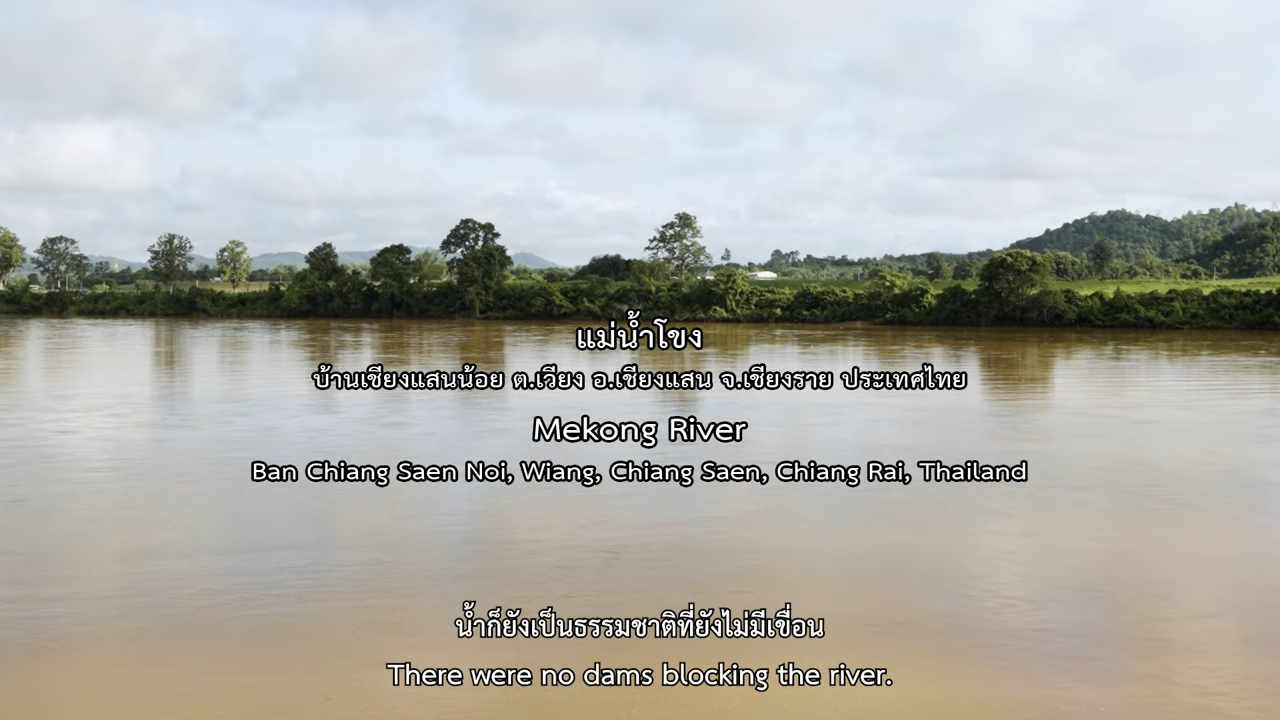 แม่น้ำโขง
บ้านเชียงแสนน้อย ต.เวียง อ.เชียงแสน จ.เชียงราย ประเทศไทย
Mekong River
Ban Chiang Saen Noi, Wiang, Chiang Saen, Chiang Rai, Thailand
น้ำก็ยังเป็นธรรมชาติที่ยังไม่มีเขื่อน
There were no dams blocking the river.